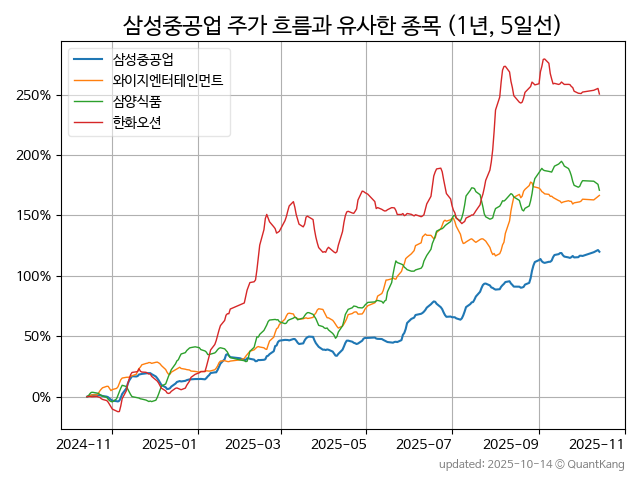 삼성중공업 주가 흐름과 유사한 종목 (1년, 5일선)
삼성중공업
와이지엔터테인먼트
삼양식품
한화오션
250%
200%
150%
100%
50%
0%
2024-11 2025-01 2025-03 2025-05 2025-07 2025-09 2025-11
updated: 2025-10-14 © QuantKang